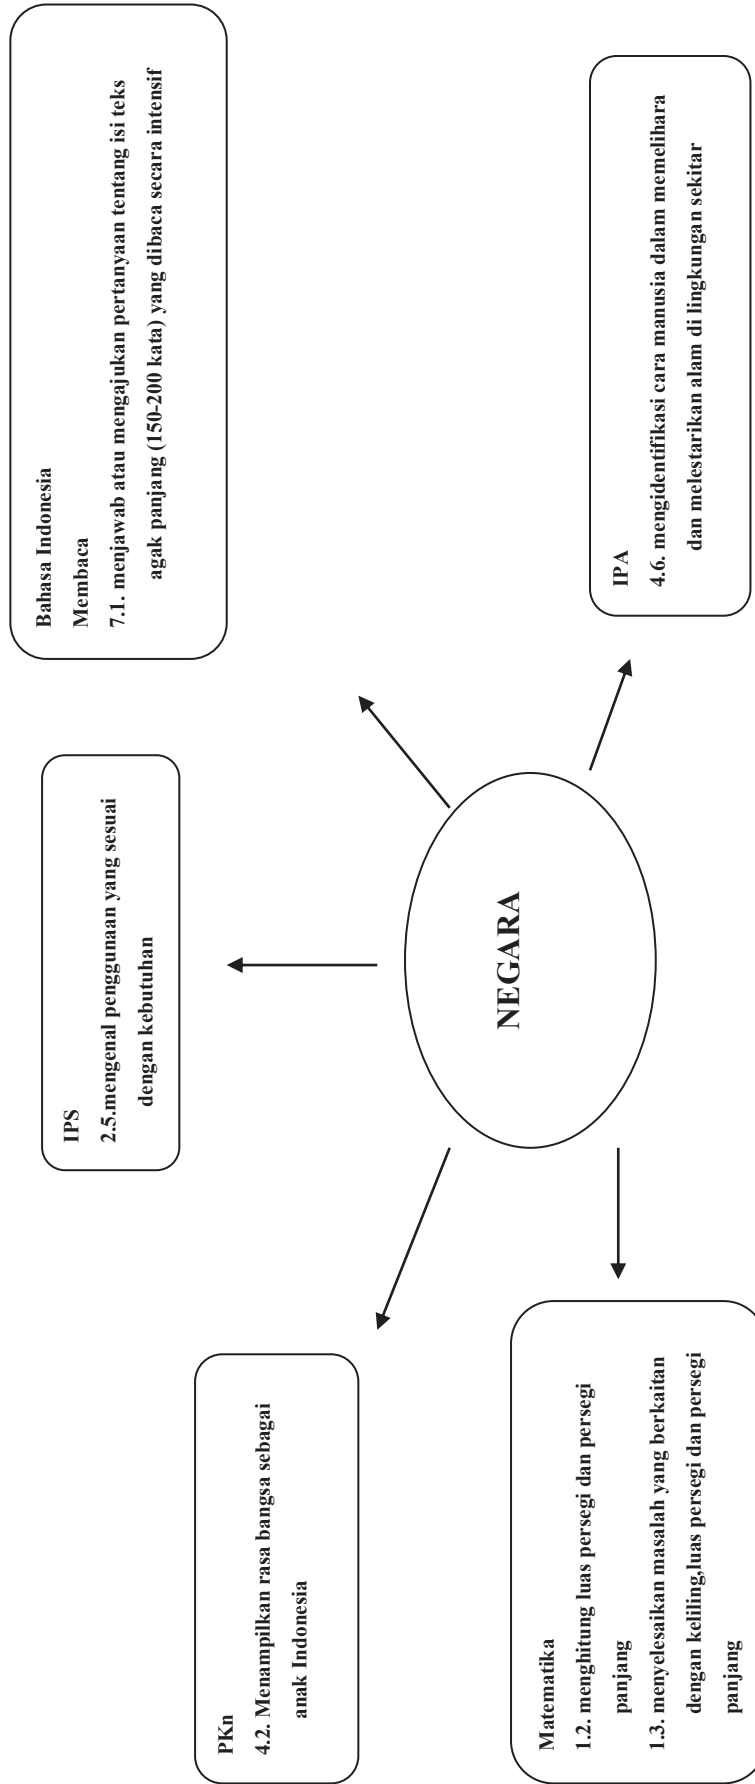 Bahasa Indonesia
Membaca
7.1. menjawab atau mengajukan pertanyaan tentang isi teks
agak panjang (150-200 kata) yang dibaca secara intensif
IPS
2.5.mengenal penggunaan yang sesuai
dengan kebutuhan
PKn
4.2. Menampilkan rasa bangsa sebagai
anak Indonesia
NEGARA
IPA
4.6. mengidentifikasi cara manusia dalam memelihara
dan melestarikan alam di lingkungan sekitar
Matematika
1.2. menghitung luas persegi dan persegi
panjang
1.3. menyelesaikan masalah yang berkaitan
dengan keliling,luas persegi dan persegi
panjang